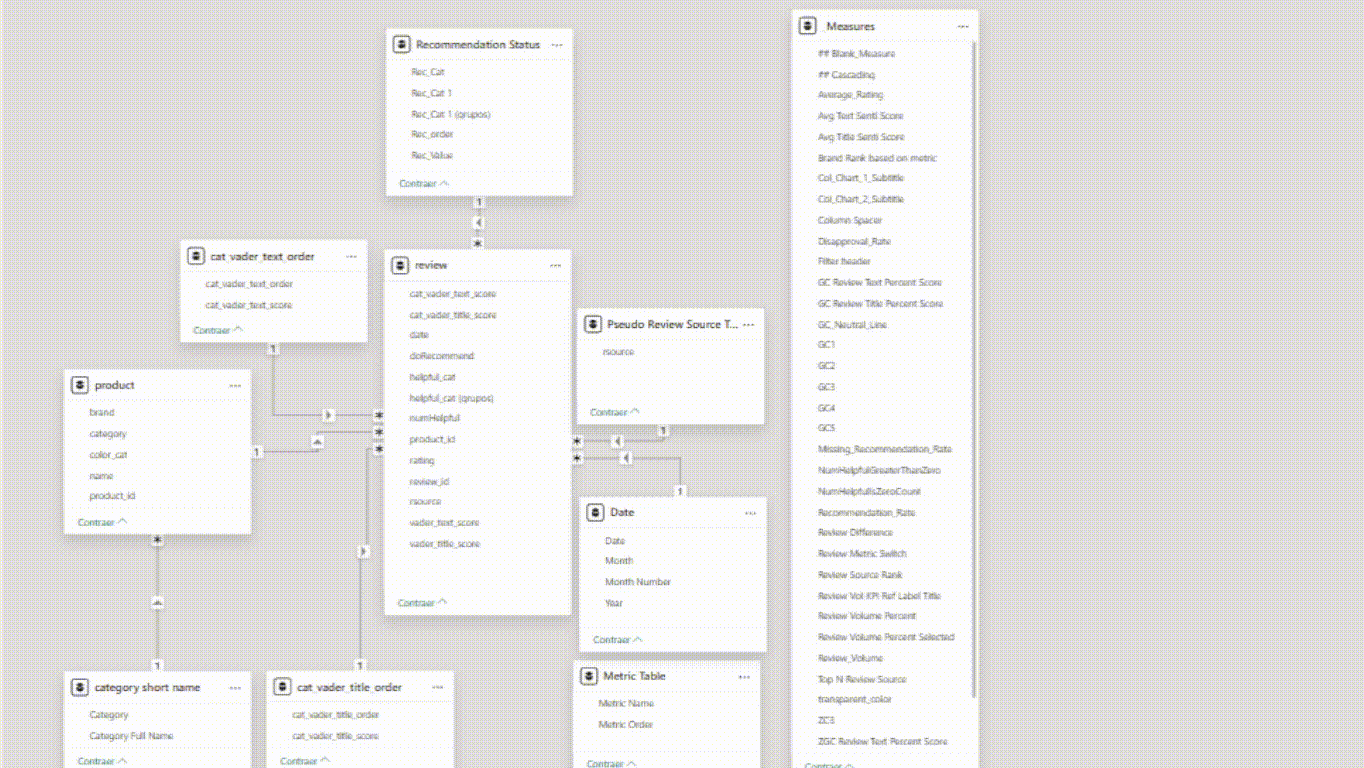 Recommendation Status
Rec_Cat
Rec_Cat 1
Rec_Cat 1 (grupos)
Rec_order
Rec_Value
Contraer
1
*
cat_vader_text_order
cat_vader_text_order
cat_vader_text_score
Contraer
1
*
review
cat_vader_text_score
cat_vader_title_score
date
doRecommend
helpful_cat
helpful_cat (grupos)
numHelpful
product_id
rating
review_id
rsource
vader_text_score
vader_title_score
Contraer
Pseudo Review Source T...
rsource
Contraer
1
*
product
brand
category
color_cat
name
product_id
Contraer
1
*
*
1
category short name
Category
Category Full Name
Contraer
*
1
cat_vader_title_order
cat_vader_title_order
cat_vader_title_score
Contraer
*
1
Date
Date
Month
Month Number
Year
Contraer
Metric Table
Metric Name
Metric Order
Contraer
_Measures
## Blank_Measure
## Cascading
Average_Rating
Avg Text Senti Score
Avg Title Senti Score
Brand Rank based on metric
Col_Chart_1_Subtitle
Col_Chart_2_Subtitle
Column Spacer
Disapproval_Rate
Filter header
GC Review Text Percent Score
GC Review Title Percent Score
GC_Neutral_Line
GC1
GC2
GC3
GC4
GC5
Missing_Recommendation_Rate
NumHelpfulGreaterThanZero
NumHelpfulIsZeroCount
Recommendation_Rate
Review Difference
Review Metric Switch
Review Source Rank
Review Vol KPI Ref Label Title
Review Volume Percent
Review Volume Percent Selected
Review_Volume
Top N Review Source
transparent_color
ZGC Review Text Percent Score
Contraer